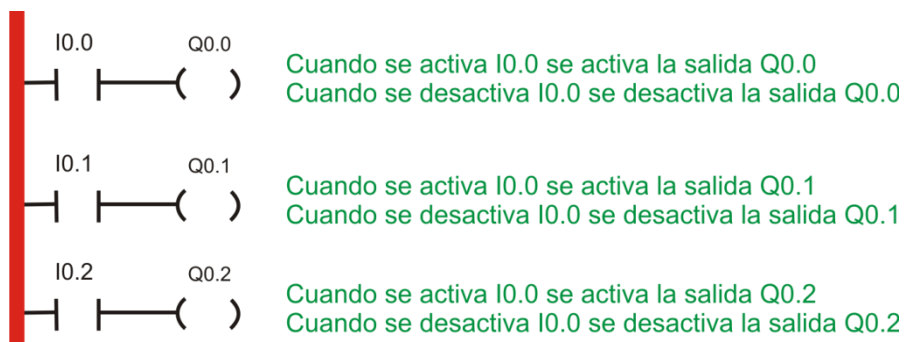 I0.0 Q0.0
Cuando se activa I0.0 se activa la salida Q0.0
Cuando se desactiva I0.0 se desactiva la salida Q0.0
I0.1 Q0.1
Cuando se activa I0.0 se activa la salida Q0.1
Cuando se desactiva I0.0 se desactiva la salida Q0.1
I0.2 Q0.2
Cuando se activa I0.0 se activa la salida Q0.2
Cuando se desactiva I0.0 se desactiva la salida Q0.2